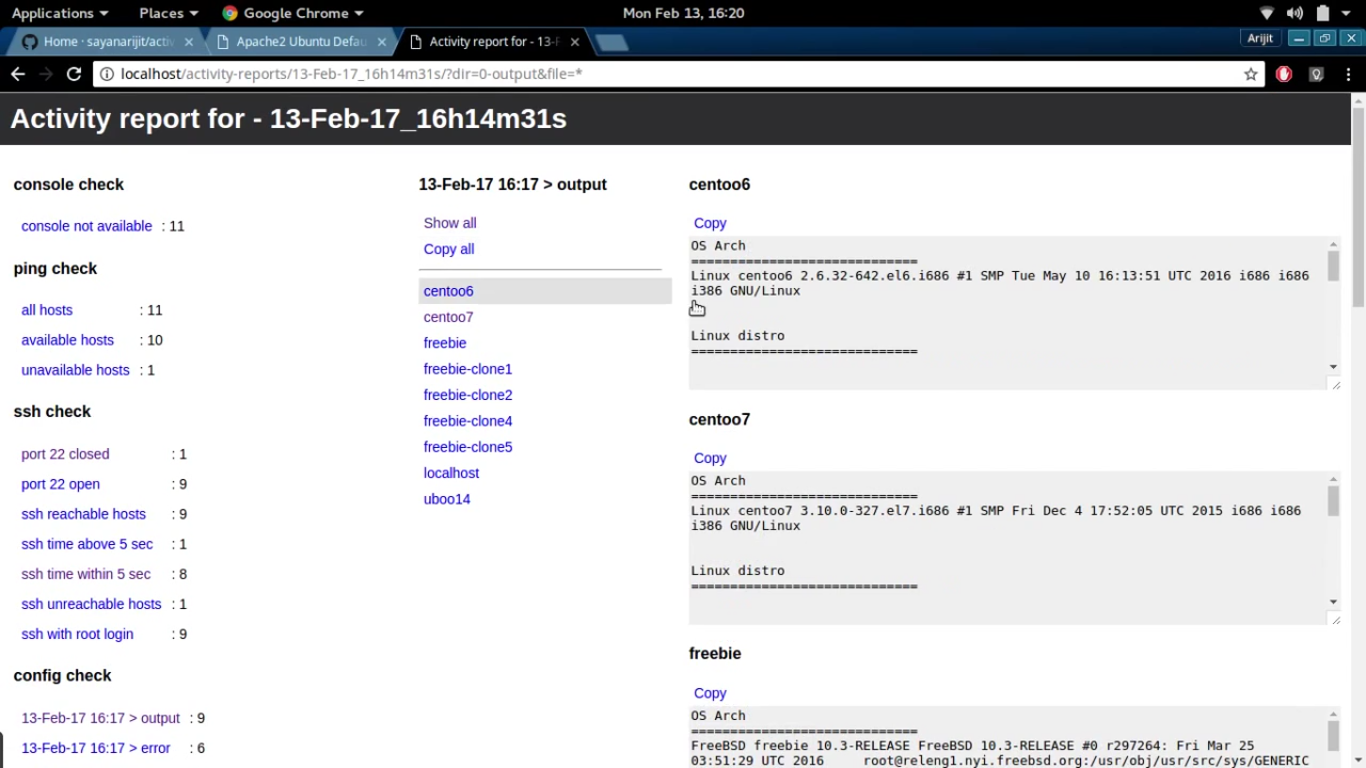 Applications Places Google Chrome Mon Feb 13, 16:20
Home · sayanarijit/activ Apache2 Ubuntu Defau Activity report for - 13-F Arijit
localhost/activity-reports/13-Feb-17_16h14m31s/?dir=0-output&file=*
Activity report for - 13-Feb-17_16h14m31s
console check
console not available : 11
ping check
all hosts : 11
available hosts : 10
unavailable hosts : 1
ssh check
port 22 closed : 1
port 22 open : 9
ssh reachable hosts : 9
ssh time above 5 sec : 1
ssh time within 5 sec : 8
ssh unreachable hosts : 1
ssh with root login : 9
config check
13-Feb-17 16:17 > output : 9
13-Feb-17 16:17 > error : 6
13-Feb-17 16:17 > output
Show all
Copy all
centoo6
centoo7
freebie
freebie-clone1
freebie-clone2
freebie-clone4
freebie-clone5
localhost
uboo14
centoo6
Copy
OS Arch
=============================
Linux centoo6 2.6.32-642.el6.i686 #1 SMP Tue May 10 16:13:51 UTC 2016 i686 i686
i386 GNU/Linux
Linux distro
=============================
centoo7
Copy
OS Arch
=============================
Linux centoo7 3.10.0-327.el7.i686 #1 SMP Fri Dec 4 17:52:05 UTC 2015 i686 i686
i386 GNU/Linux
Linux distro
=============================
freebie
Copy
OS Arch
=============================
FreeBSD freebie 10.3-RELEASE FreeBSD 10.3-RELEASE #0 r297264: Fri Mar 25
03:51:29 UTC 2016 root@releng1.nyi.freebsd.org:/usr/obj/usr/src/sys/GENERIC